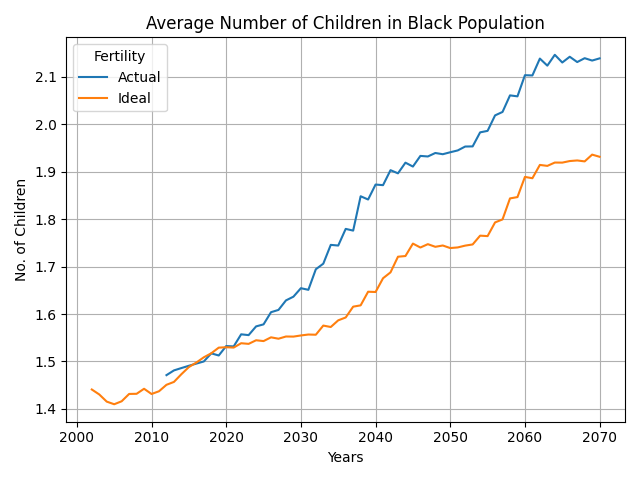 Average Number of Children in Black Population
Fertility
Actual
Ideal
No. of Children
2.1
2.0
1.9
1.8
1.7
1.6
1.5
1.4
2000 2010 2020 2030 2040 2050 2060 2070
Years